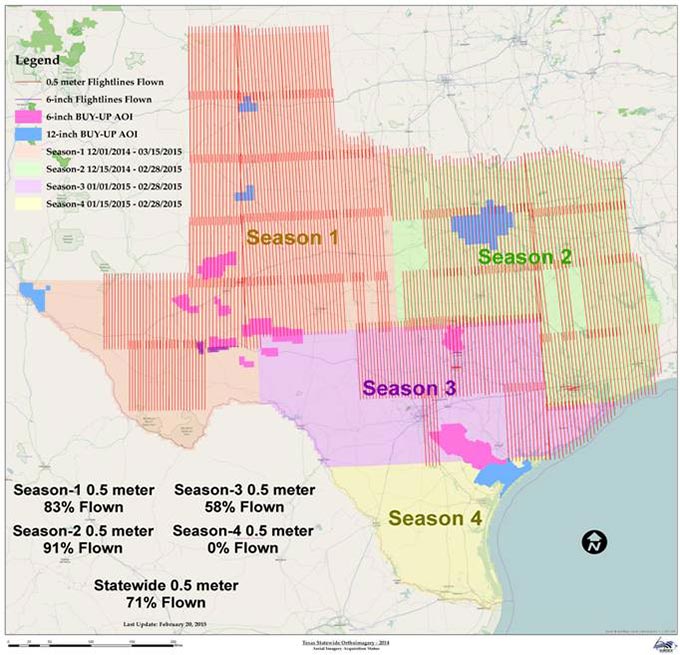 Legend
0.5 meter Flightlines Flown
6-inch Flightlines Flown
6-inch BUY-UP AOI
12-inch BUY-UP AOI
Season-1 12/01/2014 - 03/15/2015
Season-2 12/15/2014 - 02/28/2015
Season-3 01/01/2015 - 02/28/2015
Season-4 01/15/2015 - 02/28/2015
Season 1
Season 2
Season 3
Season 4
Season-1 0.5 meter
83% Flown
Season-3 0.5 meter
58% Flown
Season-2 0.5 meter
91% Flown
Season-4 0.5 meter
0% Flown
Statewide 0.5 meter
71% Flown
Last Update: February 20, 2015
N
Texas Statewide Orthoimagery - 2014
Aerial Imagery Acquisition Status